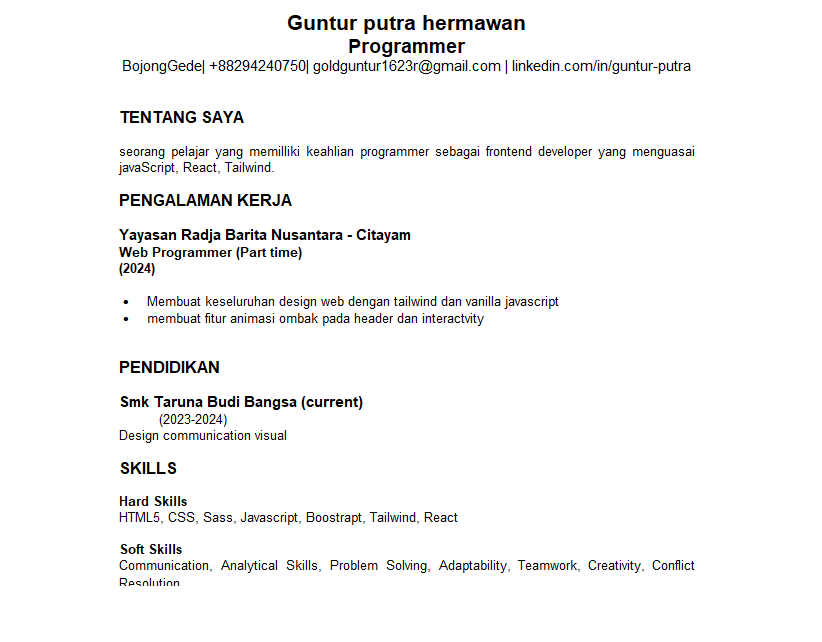 Guntur putra hermawan
Programmer
BojongGede| +88294240750| goldguntur1623r@gmail.com | linkedin.com/in/guntur-putra
TENTANG SAYA
seorang pelajar yang memilliki keahlian programmer sebagai frontend developer yang menguasai
javaScript, React, Tailwind.
PENGALAMAN KERJA
Yayasan Radja Barita Nusantara - Citayam
Web Programmer (Part time)
(2024)
• Membuat keseluruhan design web dengan tailwind dan vanilla javascript
• membuat fitur animasi ombak pada header dan interactvity
PENDIDIKAN
Smk Taruna Budi Bangsa (current)
(2023-2024)
Design communication visual
SKILLS
Hard Skills
HTML5, CSS, Sass, Javascript, Boostrapt, Tailwind, React
Soft Skills
Communication, Analytical Skills, Problem Solving, Adaptability, Teamwork, Creativity, Conflict
Resolution